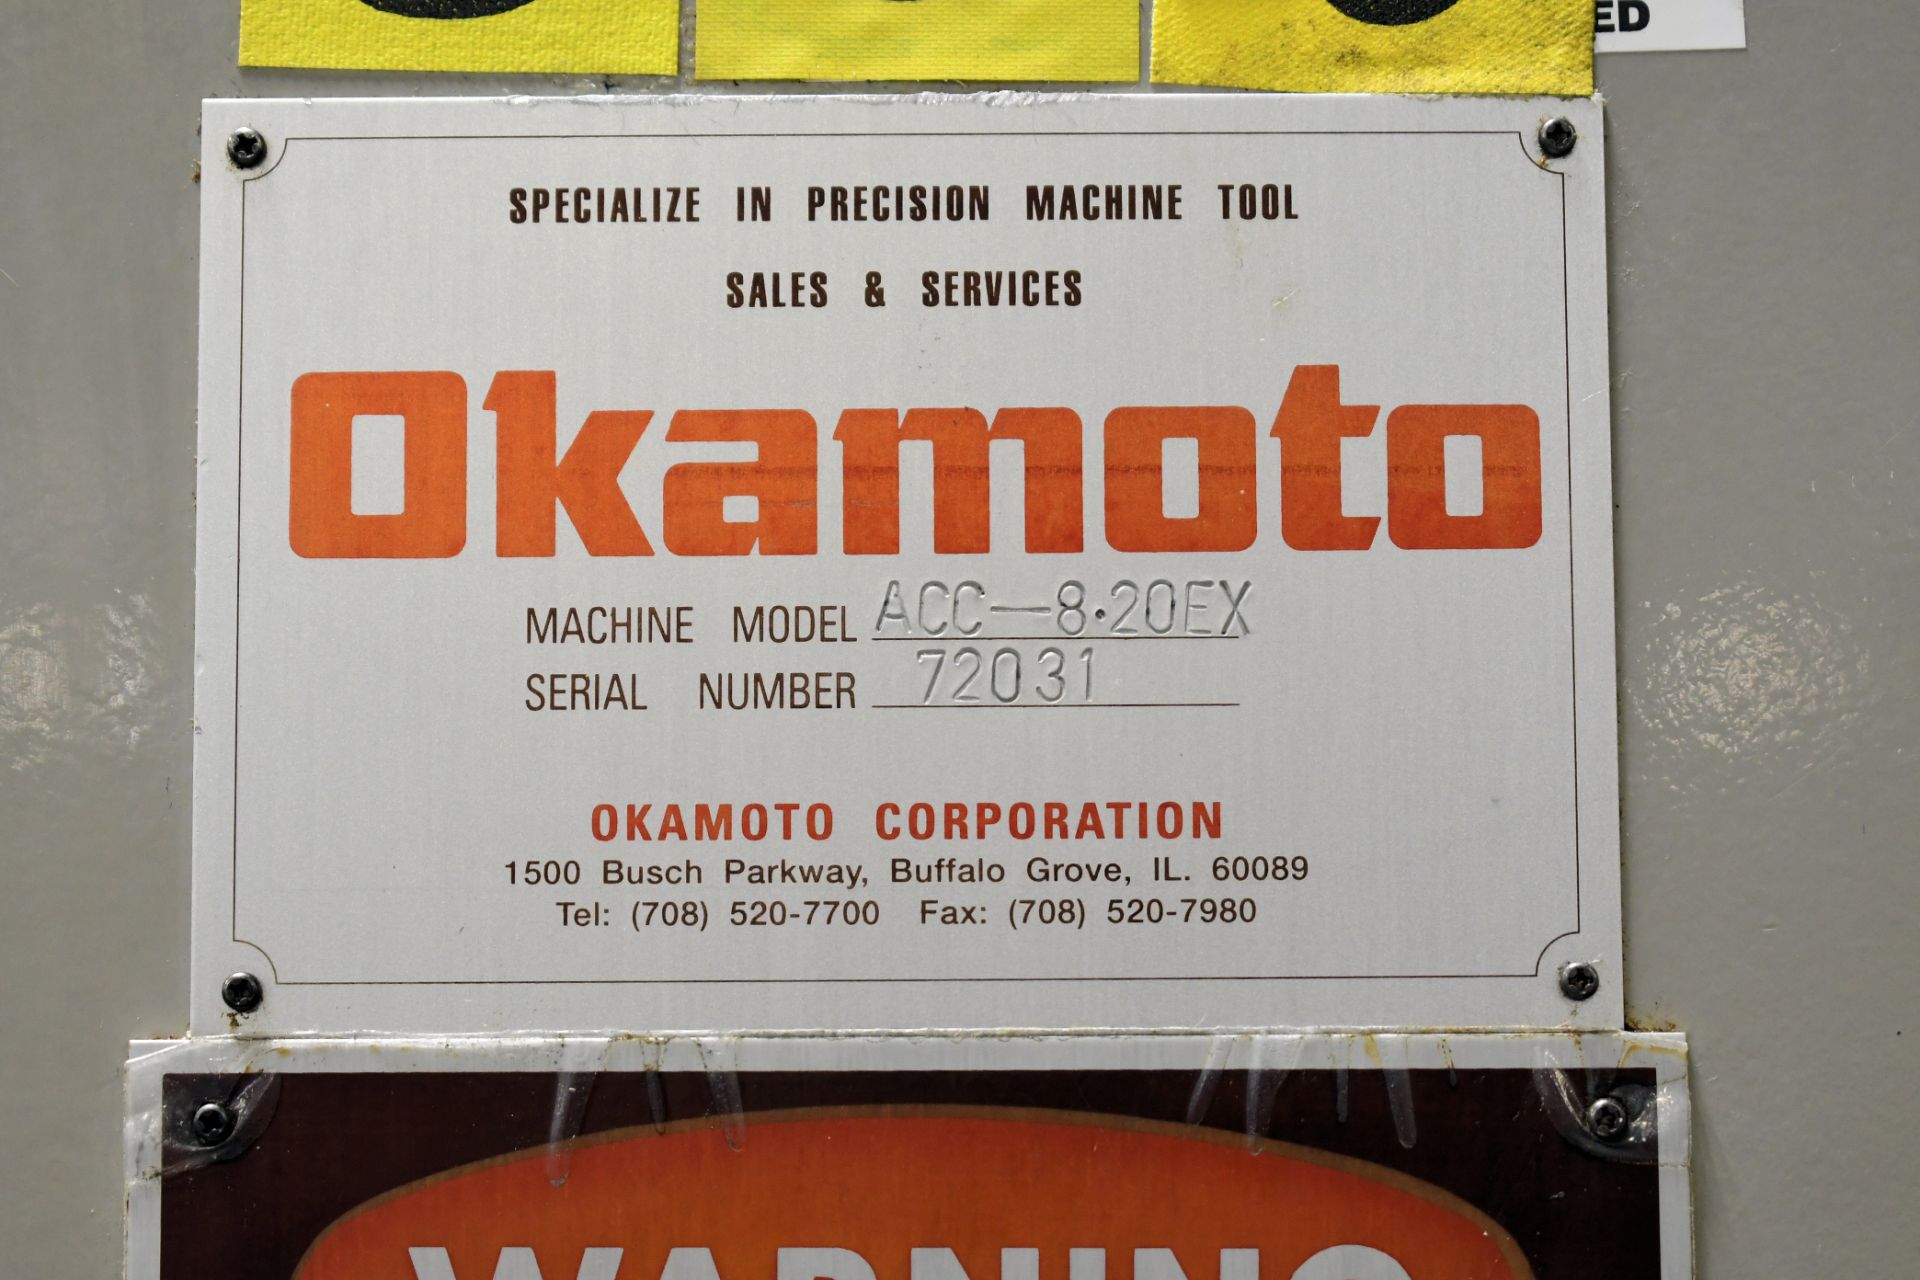 ED
SPECIALIZE IN PRECISION MACHINE TOOL
SALES & SERVICES
Okamoto
MACHINE MODEL ACC—8·20EX
SERIAL NUMBER 72031
OKAMOTO CORPORATION
1500 Busch Parkway, Buffalo Grove, IL. 60089
Tel: (708) 520-7700 Fax: (708) 520-7980
WARNING